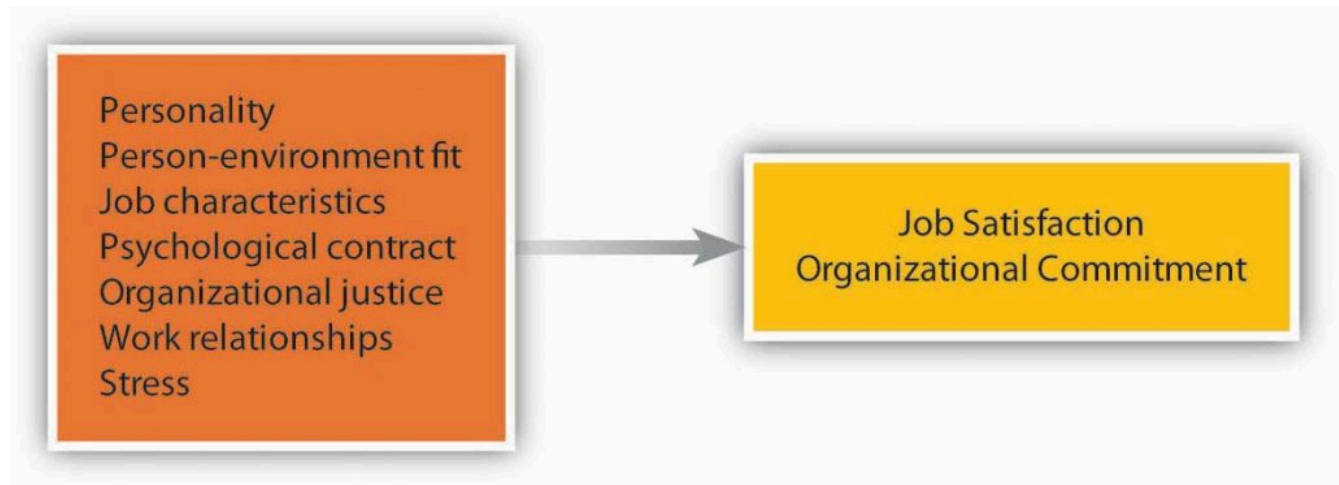 Personality
Person-environment fit
Job characteristics
Psychological contract
Organizational justice
Work relationships
Stress
Job Satisfaction
Organizational Commitment